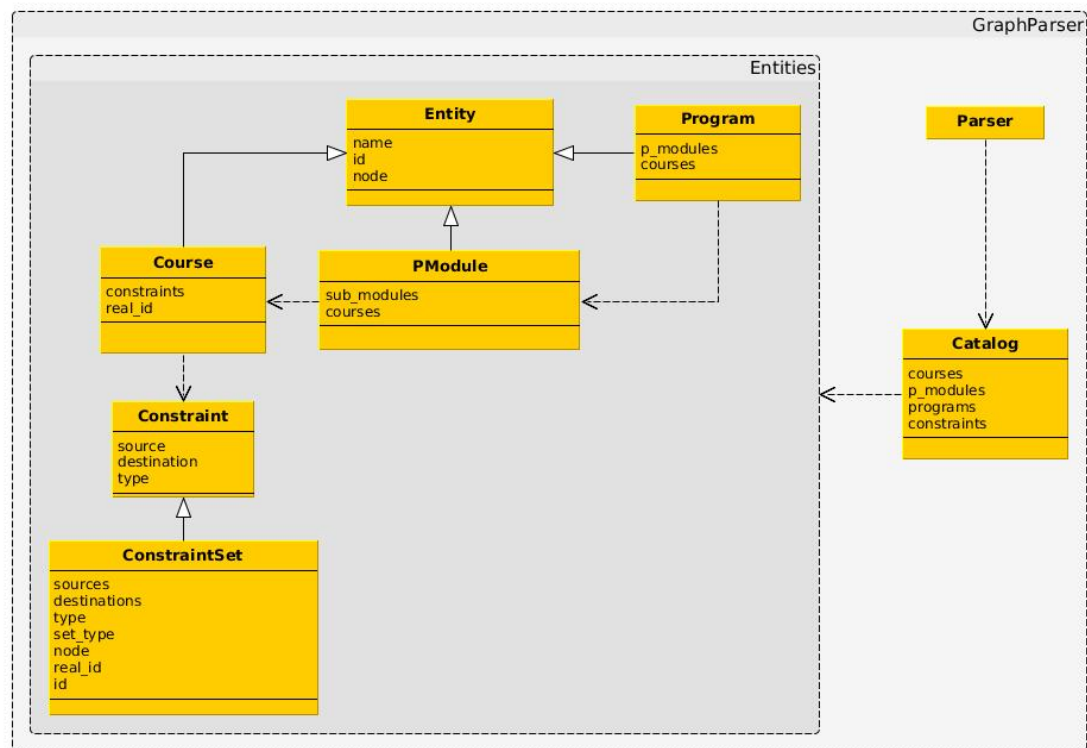 GraphParser
Entities
Entity
name
id
node
Program
p_modules
courses
Parser
Course
constraints
real_id
PModule
sub_modules
courses
Catalog
courses
p_modules
programs
constraints
Constraint
source
destination
type
ConstraintSet
sources
destinations
type
set_type
node
real_id
id